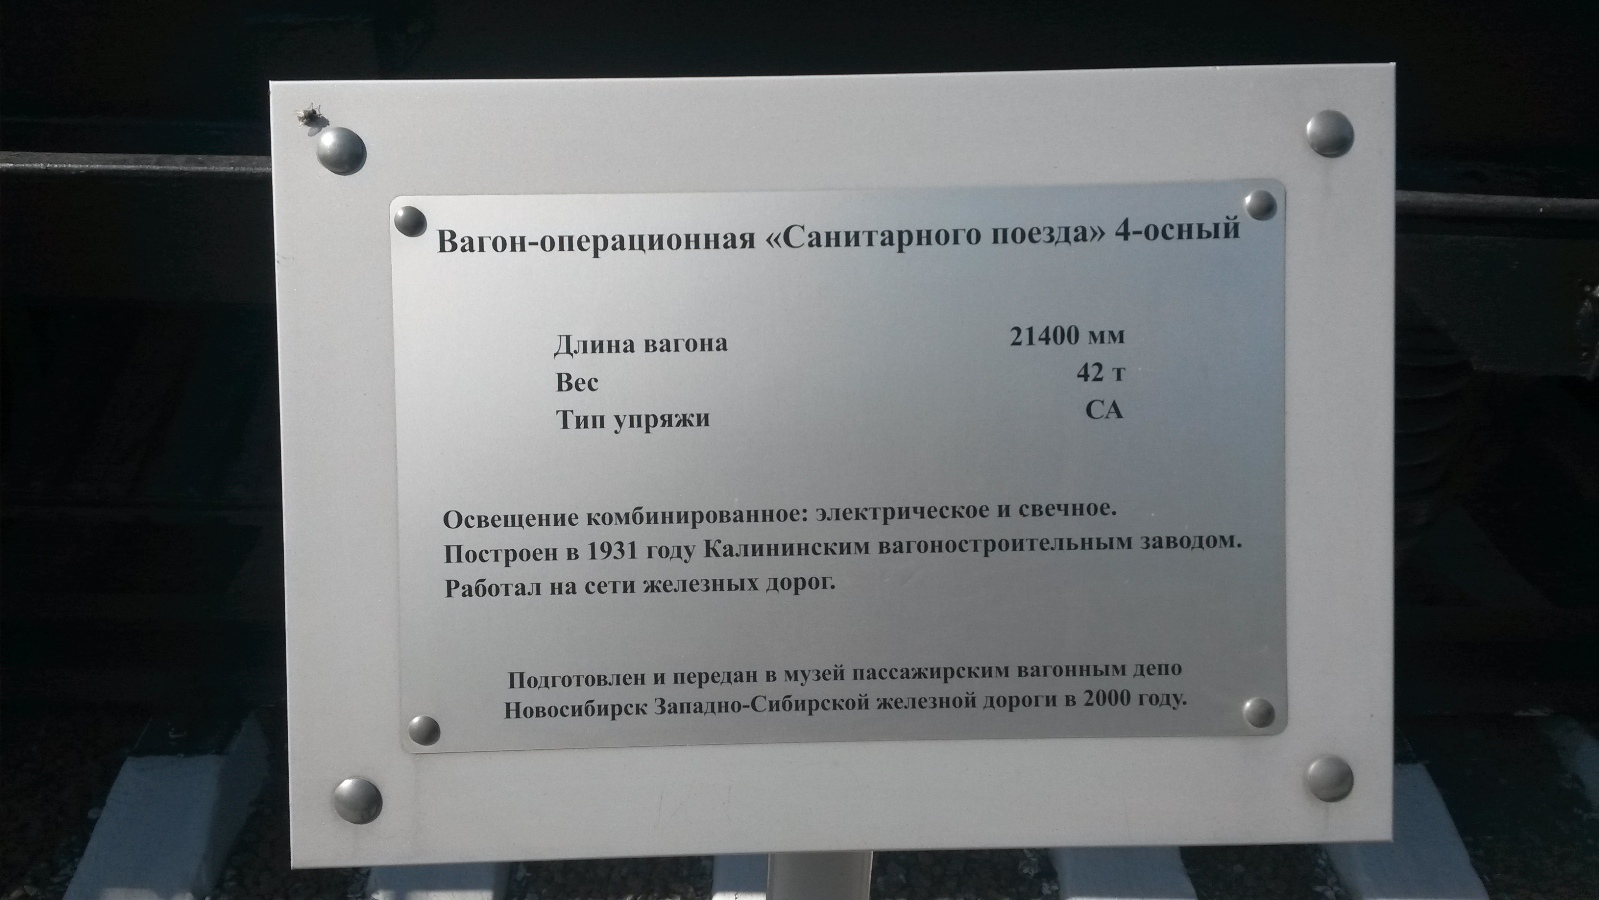 Вагон-операционная «Санитарного поезда» 4-осный
Длина вагона 21400 мм
Вес 42 т
Тип упряжи СА
Освещение комбинированное: электрическое и свечное.
Построен в 1931 году Калининским вагоностроительным заводом.
Работал на сети железных дорог.
Подготовлен и передан в музей пассажирским вагонным депо
Новосибирск Западно-Сибирской железной дороги в 2000 году.